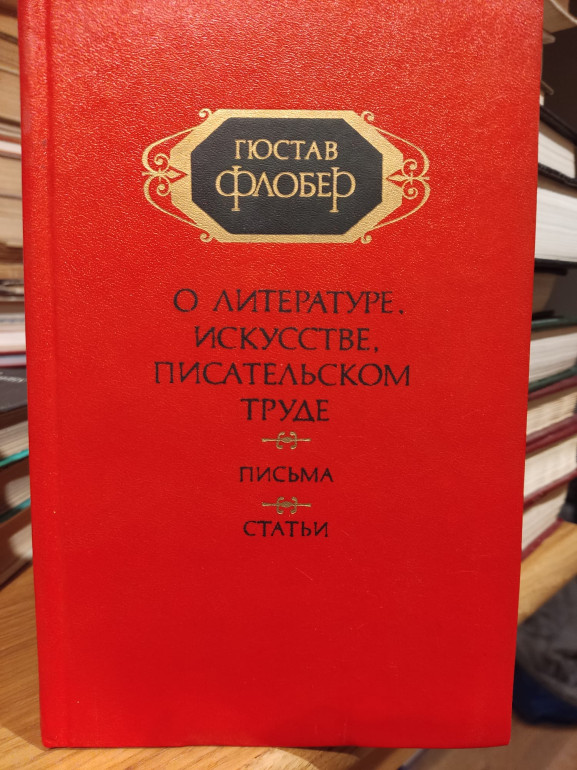 ГЮСТАВ
ФЛОБЕР
О ЛИТЕРАТУРЕ,
ИСКУССТВЕ,
ПИСАТЕЛЬСКОМ
ТРУДЕ
ПИСЬМА
СТАТЬИ